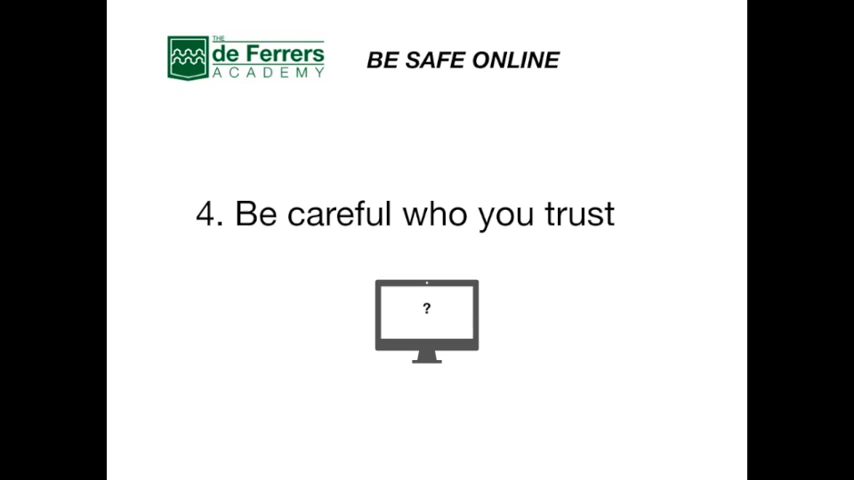 THE
de Ferrers
ACADEMY
BE SAFE ONLINE
4. Be careful who you trust
?